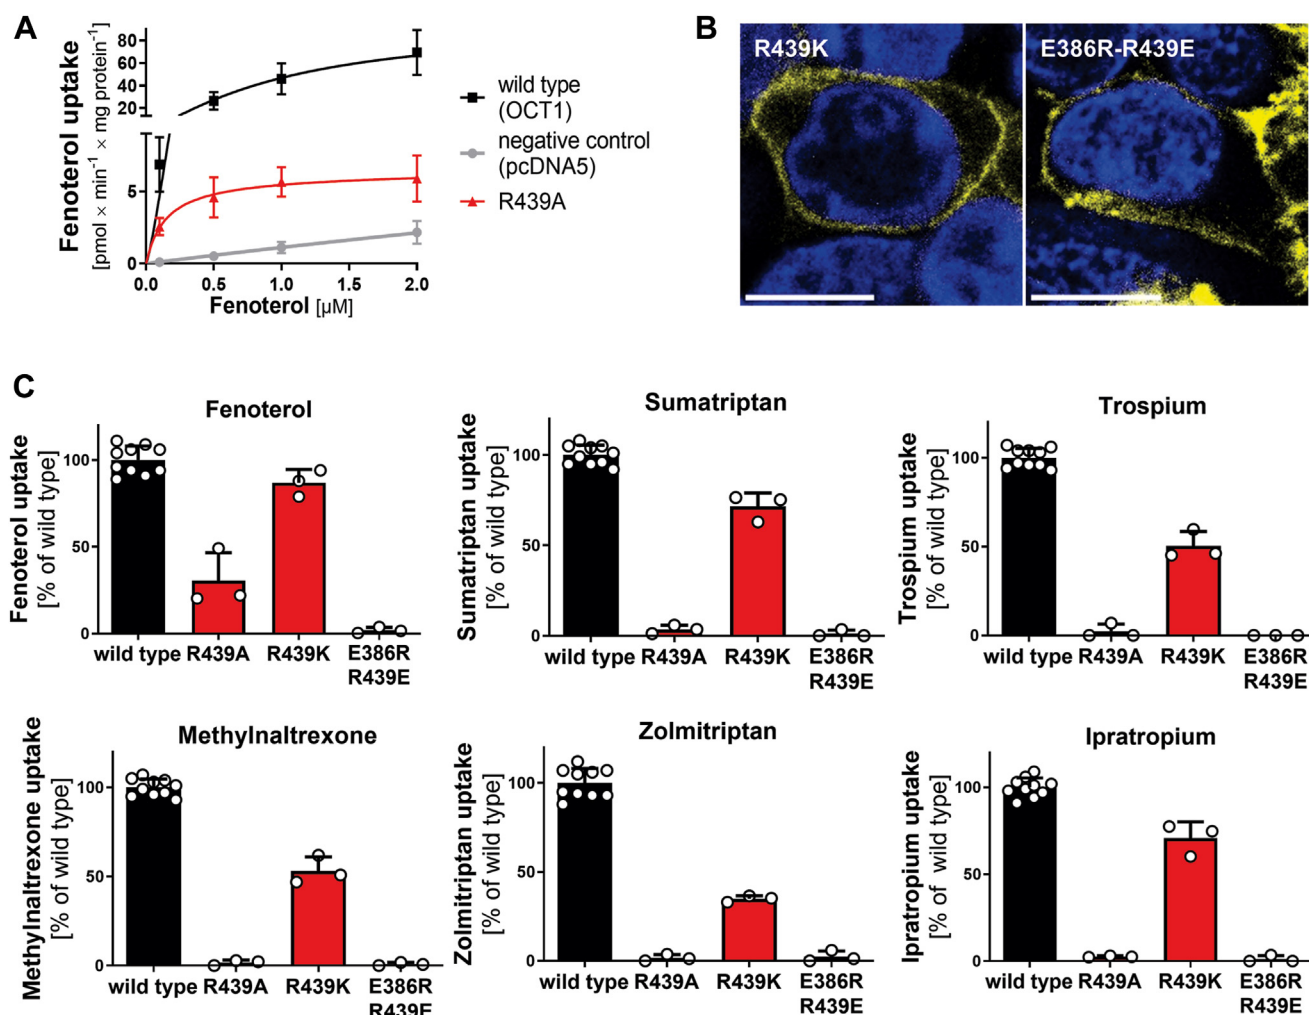 A
Fenoterol uptake
[pmol × min⁻¹ × mg protein⁻¹]
80
60
40
20
5
0
0.0 0.5 1.0 1.5 2.0
Fenoterol [µM]
wild type
(OCT1)
negative control
(pcDNA5)
R439A
B
R439K
E386R-R439E
C
Fenoterol
Fenoterol uptake
[% of wild type]
100
50
0
wild type R439A R439K E386R
R439E
Sumatriptan
Sumatriptan uptake
[% of wild type]
100
50
0
wild type R439A R439K E386R
R439E
Trospium
Trospium uptake
[% of wild type]
100
50
0
wild type R439A R439K E386R
R439E
Methylnaltrexone
Methylnaltrexone uptake
[% of wild type]
100
50
0
wild type R439A R439K E386R
R439E
Zolmitriptan
Zolmitriptan uptake
[% of wild type]
100
50
0
wild type R439A R439K E386R
R439E
Ipratropium
Ipratropium uptake
[% of wild type]
100
50
0
wild type R439A R439K E386R
R439E